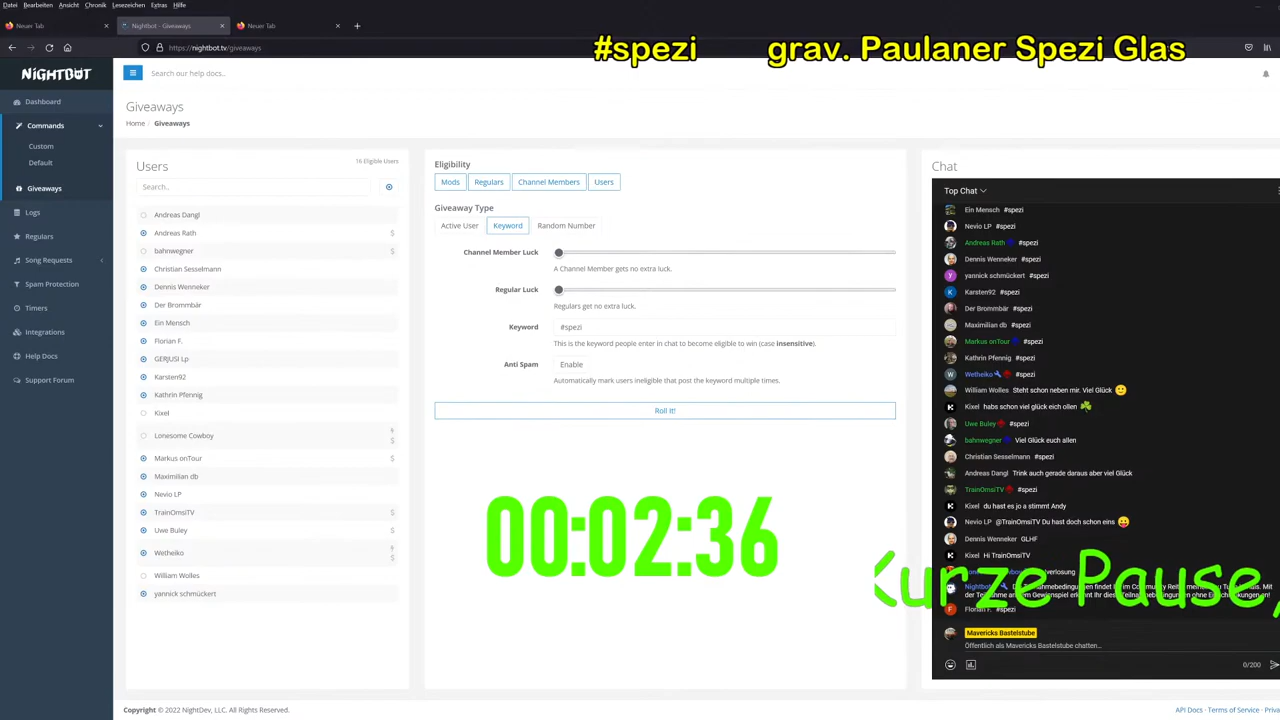 Datei Bearbeiten Ansicht Chronik Lesezeichen Extras Hilfe
Neuer Tab
Nightbot - Giveaways
Neuer Tab
https://nightbot.tv/giveaways
#spezi grav. Paulaner Spezi Glas
NIGHTBOT
Search our help docs..
Dashboard
Commands
Custom
Default
Giveaways
Logs
Regulars
Song Requests
Spam Protection
Timers
Integrations
Help Docs
Support Forum
Giveaways
Home / Giveaways
Users
16 Eligible Users
Search..
Andreas Dangl
Andreas Rath $
bahnwegner $
Christian Sesselmann
Dennis Wenneker
Der Brommbär
Ein Mensch
Florian F.
GERJUSI Lp
Karsten92
Kathrin Pfennig
Kixel
Lonesome Cowboy $
Markus onTour $
Maximilian db
Nevio LP
TrainOmsiTV $
Uwe Buley $
Wetheiko $
William Wolles
yannick schmückert
Eligibility
Mods Regulars Channel Members Users
Giveaway Type
Active User Keyword Random Number
Channel Member Luck
A Channel Member gets no extra luck.
Regular Luck
Regulars get no extra luck.
Keyword #spezi
This is the keyword people enter in chat to become eligible to win (case insensitive).
Anti Spam Enable
Automatically mark users ineligible that post the keyword multiple times.
Roll It!
00:02:36
Chat
Top Chat
Ein Mensch #spezi
Nevio LP #spezi
Andreas Rath #spezi
Dennis Wenneker #spezi
yannick schmückert #spezi
Karsten92 #spezi
Der Brommbär #spezi
Maximilian db #spezi
Markus onTour #spezi
Kathrin Pfennig #spezi
Wetheiko #spezi
William Wolles Steht schon neben mir. Viel Glück 🙂
Kixel habs schon viel glück eich ollen ☘
Uwe Buley #spezi
bahnwegner Viel Glück euch allen
Christian Sesselmann #spezi
Andreas Dangl Trink auch gerade daraus aber viel Glück
TrainOmsiTV #spezi
Kixel du hast es jo a stimmt Andy
Nevio LP @TrainOmsiTV Du hast doch schon eins 😛
Dennis Wenneker GLHF
Kixel Hi TrainOmsiTV
Kurze Pause,
Florian F. #spezi
Mavericks Bastelstube
Öffentlich als Mavericks Bastelstube chatten...
0/200
Copyright © 2022 NightDev, LLC. All Rights Reserved.
API Docs · Terms of Service ·